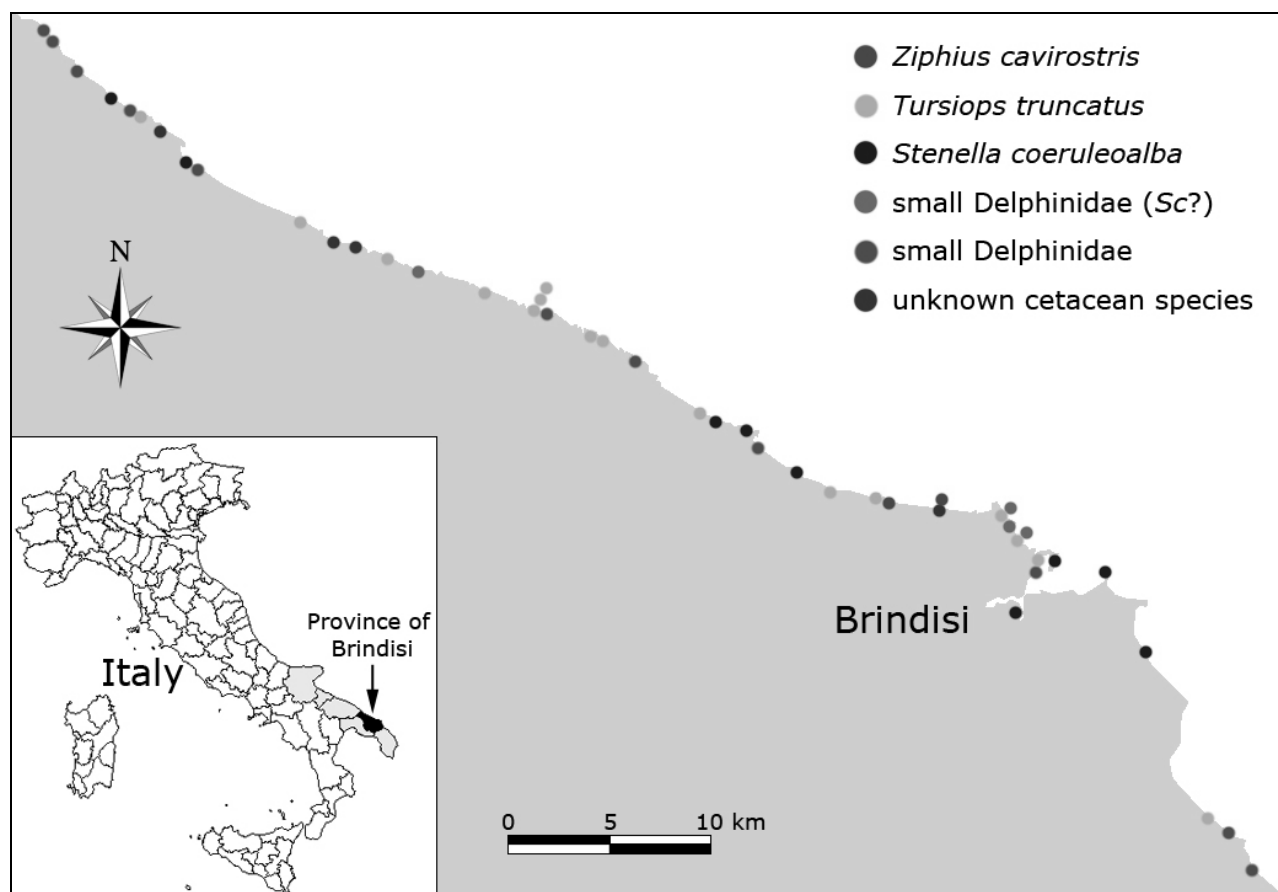 Ziphius cavirostris
Tursiops truncatus
Stenella coeruleoalba
small Delphinidae (Sc?)
small Delphinidae
unknown cetacean species
N
Brindisi
Province of
Brindisi
Italy
0 5 10 km